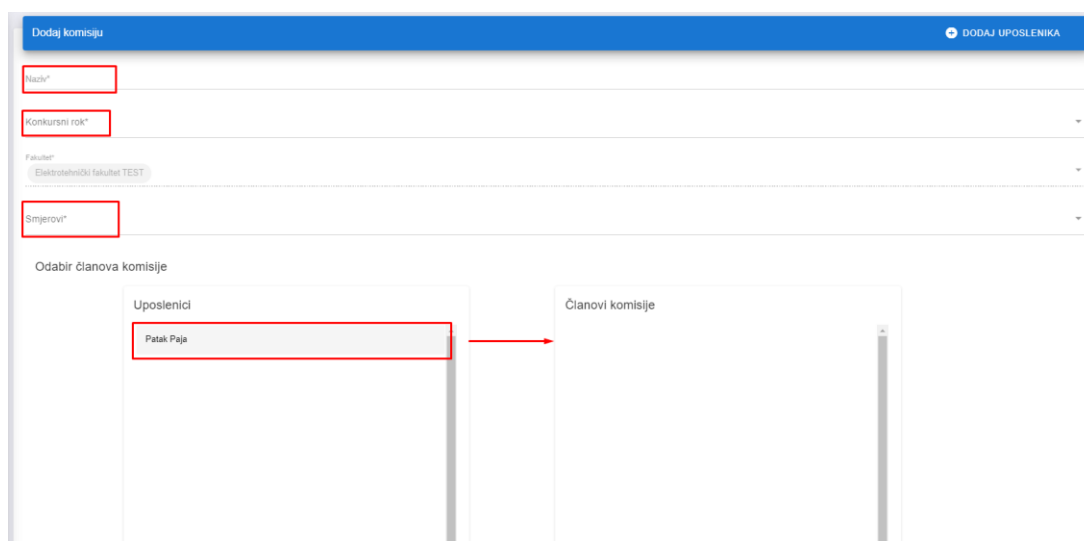 Dodaj komisiju
DODAJ UPOSLENIKA
Naziv*
Konkursni rok*
Fakultet*
Elektrotehnički fakultet TEST
Smjerovi*
Odabir članova komisije
Uposlenici
Članovi komisije
Patak Paja